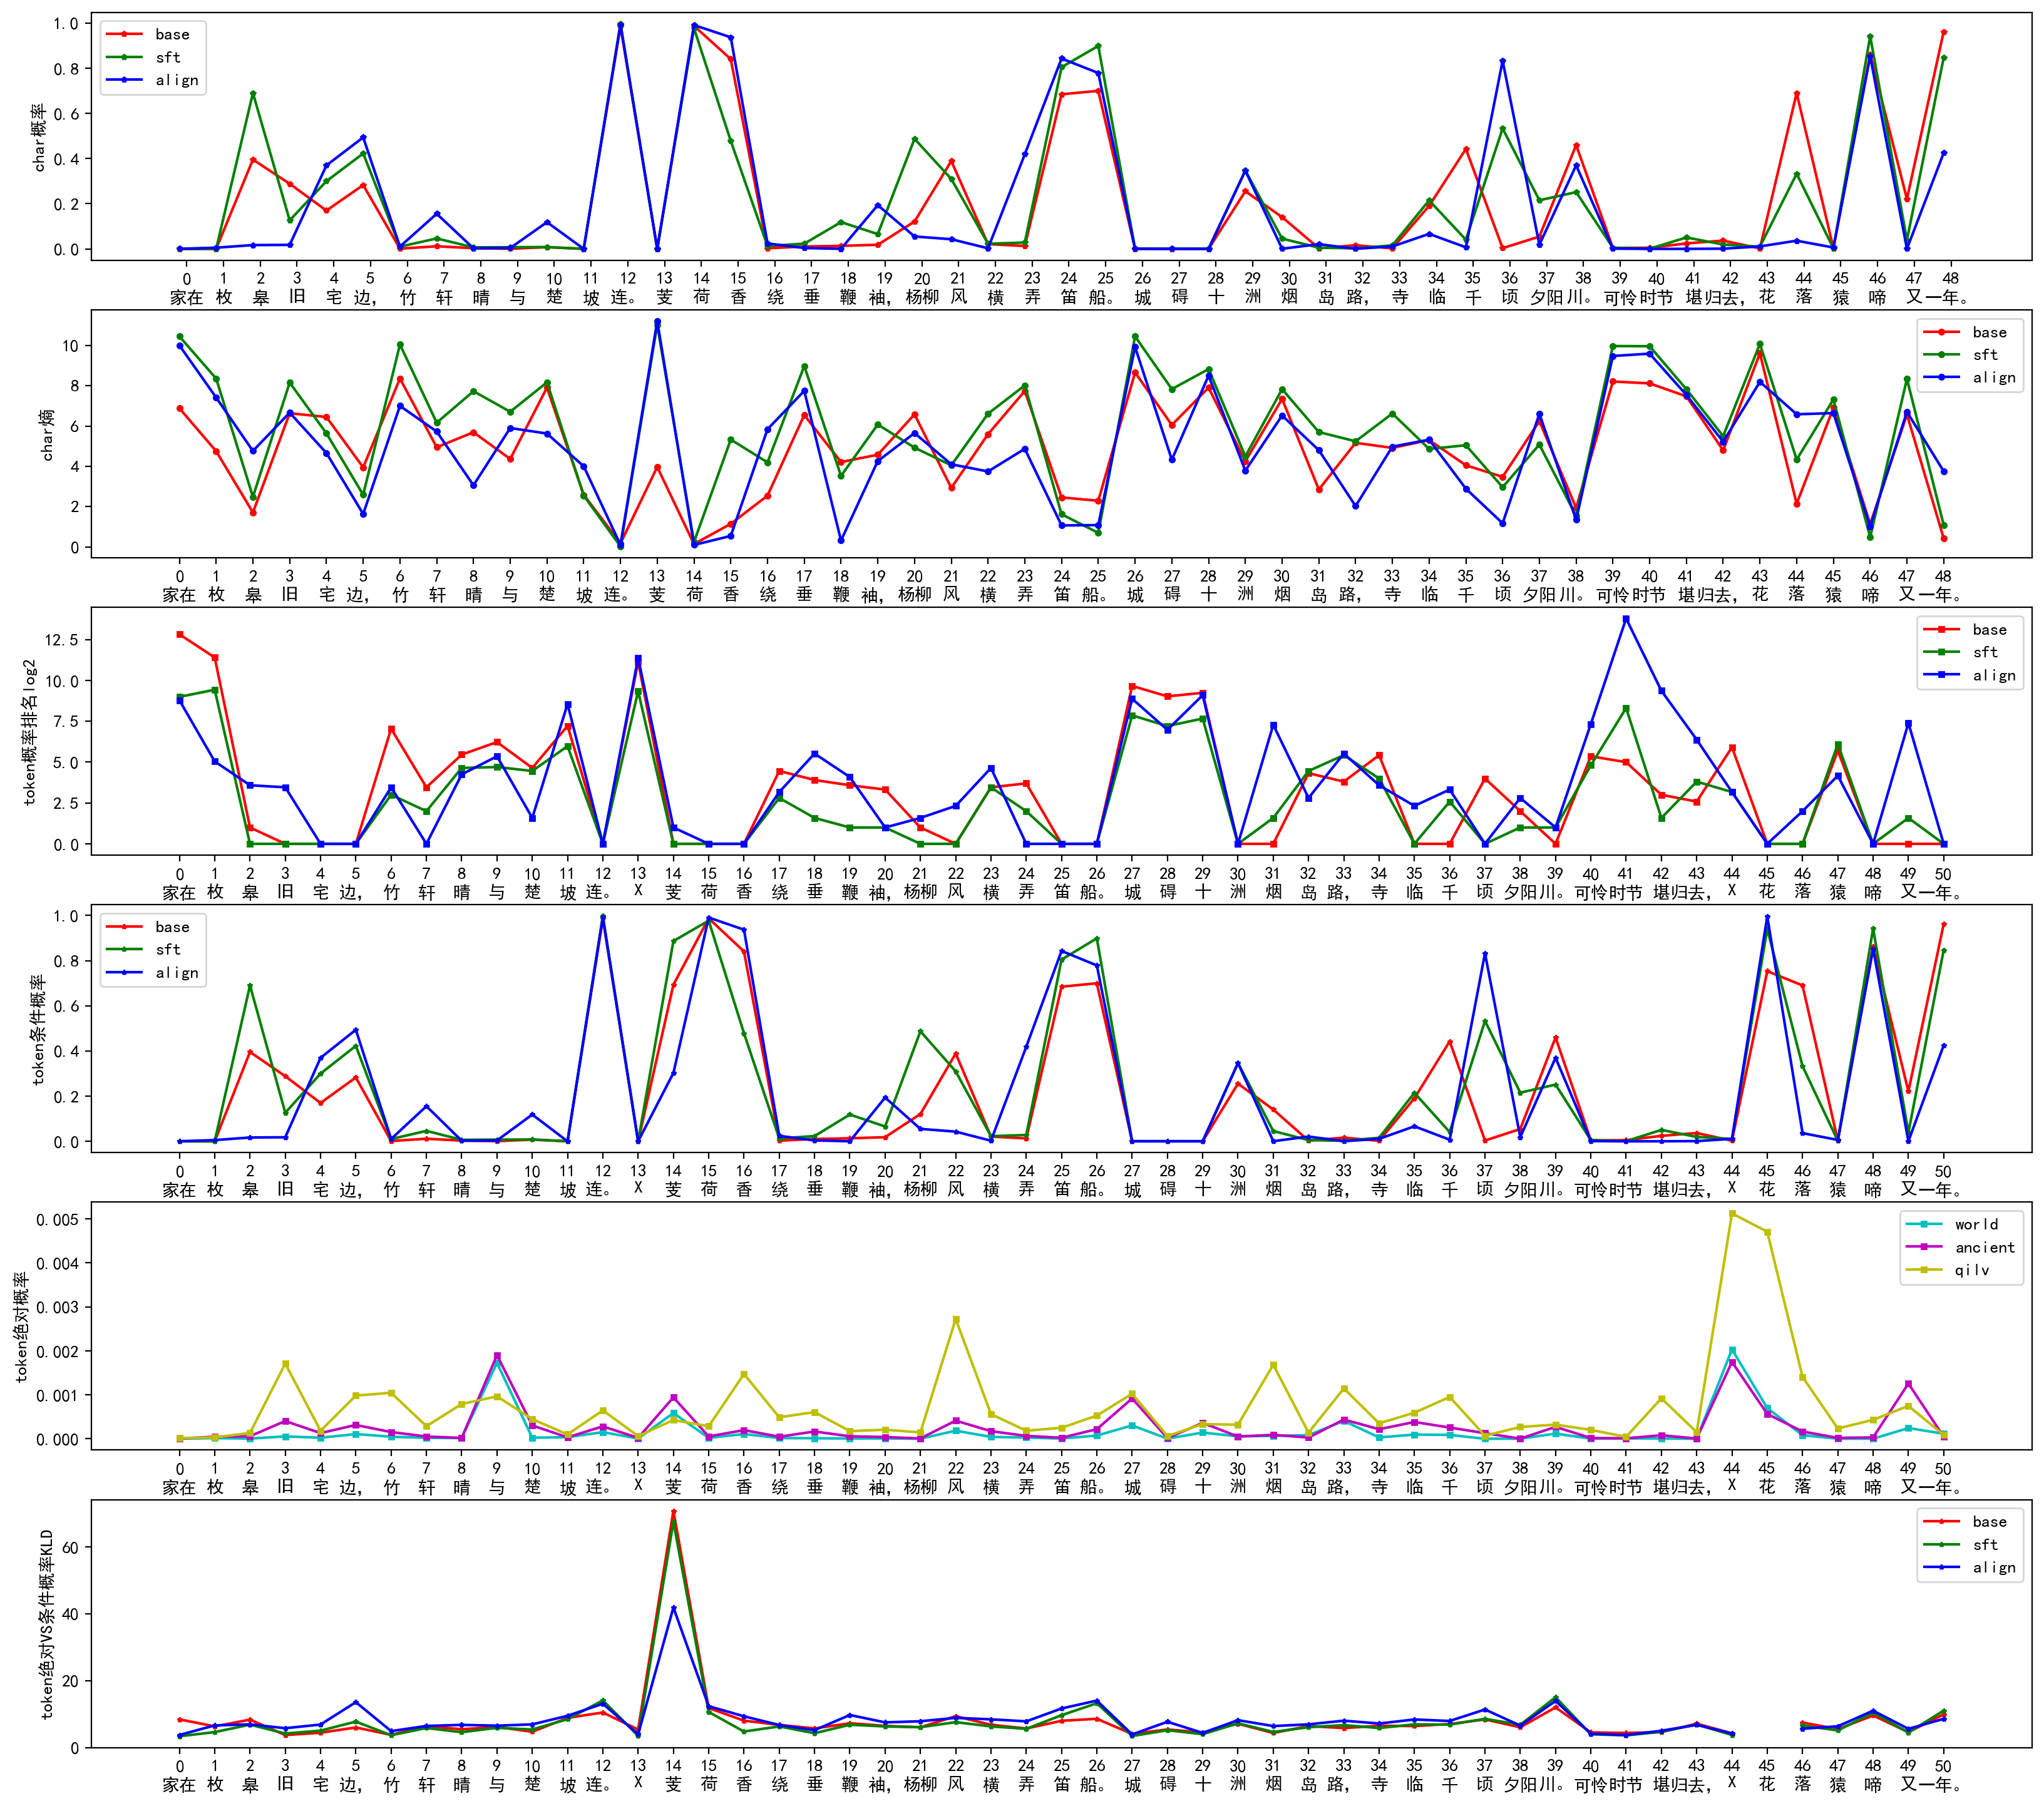 1.0
0.8
0.6
0.4
0.2
0.0
char概率
base
sft
align
0 1 2 3 4 5 6 7 8 9 10 11 12 13 14 15 16 17 18 19 20 21 22 23 24 25 26 27 28 29 30 31 32 33 34 35 36 37 38 39 40 41 42 43 44 45 46 47 48
家在 枚 皋 旧 宅 边, 竹 轩 晴 与 楚 坡 连。 芰 荷 香 绕 垂 鞭 袖, 杨柳 风 横 弄 笛 船。 城 碍 十 洲 烟 岛 路, 寺 临 千 顷 夕阳 川。 可怜 时节 堪 归去, 花 落 猿 啼 又 一年。
10
8
6
4
2
0
char熵
base
sft
align
0 1 2 3 4 5 6 7 8 9 10 11 12 13 14 15 16 17 18 19 20 21 22 23 24 25 26 27 28 29 30 31 32 33 34 35 36 37 38 39 40 41 42 43 44 45 46 47 48
家在 枚 皋 旧 宅 边, 竹 轩 晴 与 楚 坡 连。 芰 荷 香 绕 垂 鞭 袖, 杨柳 风 横 弄 笛 船。 城 碍 十 洲 烟 岛 路, 寺 临 千 顷 夕阳 川。 可怜 时节 堪 归去, 花 落 猿 啼 又 一年。
12.5
10.0
7.5
5.0
2.5
0.0
token概率排名log2
base
sft
align
0 1 2 3 4 5 6 7 8 9 10 11 12 13 14 15 16 17 18 19 20 21 22 23 24 25 26 27 28 29 30 31 32 33 34 35 36 37 38 39 40 41 42 43 44 45 46 47 48 49 50
家在 枚 皋 旧 宅 边, 竹 轩 晴 与 楚 坡 连。 X 芰 荷 香 绕 垂 鞭 袖, 杨柳 风 横 弄 笛 船。 城 碍 十 洲 烟 岛 路, 寺 临 千 顷 夕阳 川。 可怜 时节 堪 归去, X 花 落 猿 啼 又 一年。
1.0
0.8
0.6
0.4
0.2
0.0
token条件概率
base
sft
align
0 1 2 3 4 5 6 7 8 9 10 11 12 13 14 15 16 17 18 19 20 21 22 23 24 25 26 27 28 29 30 31 32 33 34 35 36 37 38 39 40 41 42 43 44 45 46 47 48 49 50
家在 枚 皋 旧 宅 边, 竹 轩 晴 与 楚 坡 连。 X 芰 荷 香 绕 垂 鞭 袖, 杨柳 风 横 弄 笛 船。 城 碍 十 洲 烟 岛 路, 寺 临 千 顷 夕阳 川。 可怜 时节 堪 归去, X 花 落 猿 啼 又 一年。
0.005
0.004
0.003
0.002
0.001
0.000
token绝对概率
world
ancient
qilv
0 1 2 3 4 5 6 7 8 9 10 11 12 13 14 15 16 17 18 19 20 21 22 23 24 25 26 27 28 29 30 31 32 33 34 35 36 37 38 39 40 41 42 43 44 45 46 47 48 49 50
家在 枚 皋 旧 宅 边, 竹 轩 晴 与 楚 坡 连。 X 芰 荷 香 绕 垂 鞭 袖, 杨柳 风 横 弄 笛 船。 城 碍 十 洲 烟 岛 路, 寺 临 千 顷 夕阳 川。 可怜 时节 堪 归去, X 花 落 猿 啼 又 一年。
60
40
20
0
token绝对VS条件概率KLD
base
sft
align
0 1 2 3 4 5 6 7 8 9 10 11 12 13 14 15 16 17 18 19 20 21 22 23 24 25 26 27 28 29 30 31 32 33 34 35 36 37 38 39 40 41 42 43 44 45 46 47 48 49 50
家在 枚 皋 旧 宅 边, 竹 轩 晴 与 楚 坡 连。 X 芰 荷 香 绕 垂 鞭 袖, 杨柳 风 横 弄 笛 船。 城 碍 十 洲 烟 岛 路, 寺 临 千 顷 夕阳 川。 可怜 时节 堪 归去, X 花 落 猿 啼 又 一年。